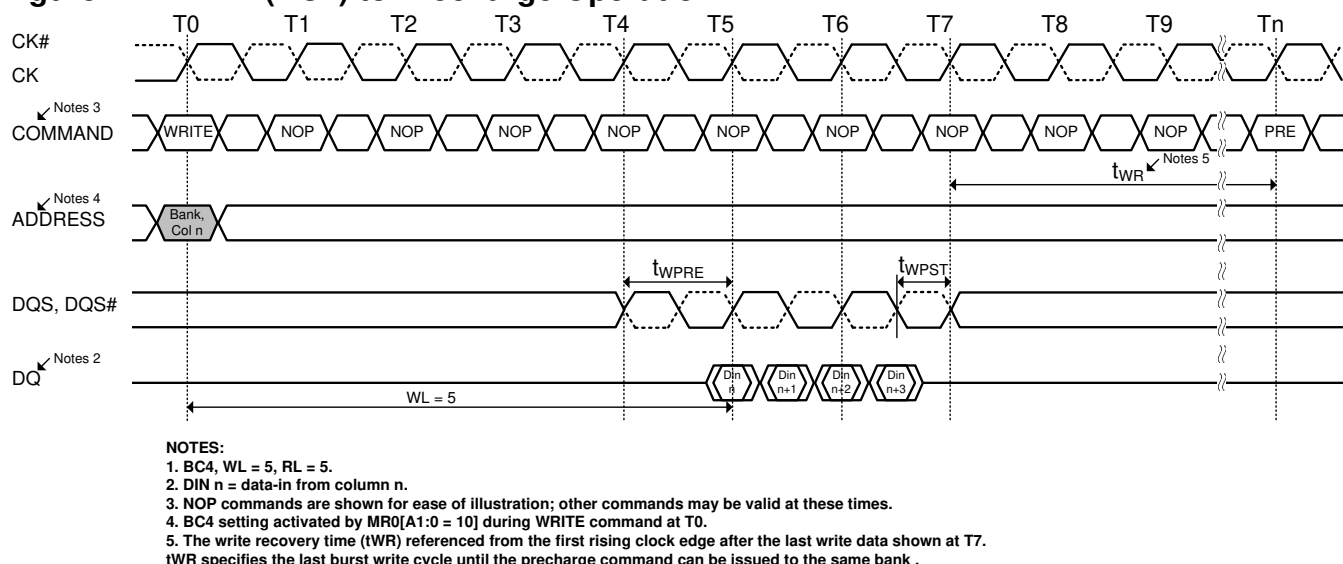 T0 T1 T2 T3 T4 T5 T6 T7 T8 T9 Tn
CK#
CK
Notes 3
COMMAND
WRITE NOP NOP NOP NOP NOP NOP NOP NOP NOP PRE
tWR Notes 5
Notes 4
ADDRESS
Bank,
Col n
tWPRE tWPST
DQS, DQS#
Notes 2
DQ
Din Din Din Din
n n+1 n+2 n+3
WL = 5
NOTES:
1. BC4, WL = 5, RL = 5.
2. DIN n = data-in from column n.
3. NOP commands are shown for ease of illustration; other commands may be valid at these times.
4. BC4 setting activated by MR0[A1:0 = 10] during WRITE command at T0.
5. The write recovery time (tWR) referenced from the first rising clock edge after the last write data shown at T7.
tWR specifies the last burst write cycle until the precharge command can be issued to the same bank .